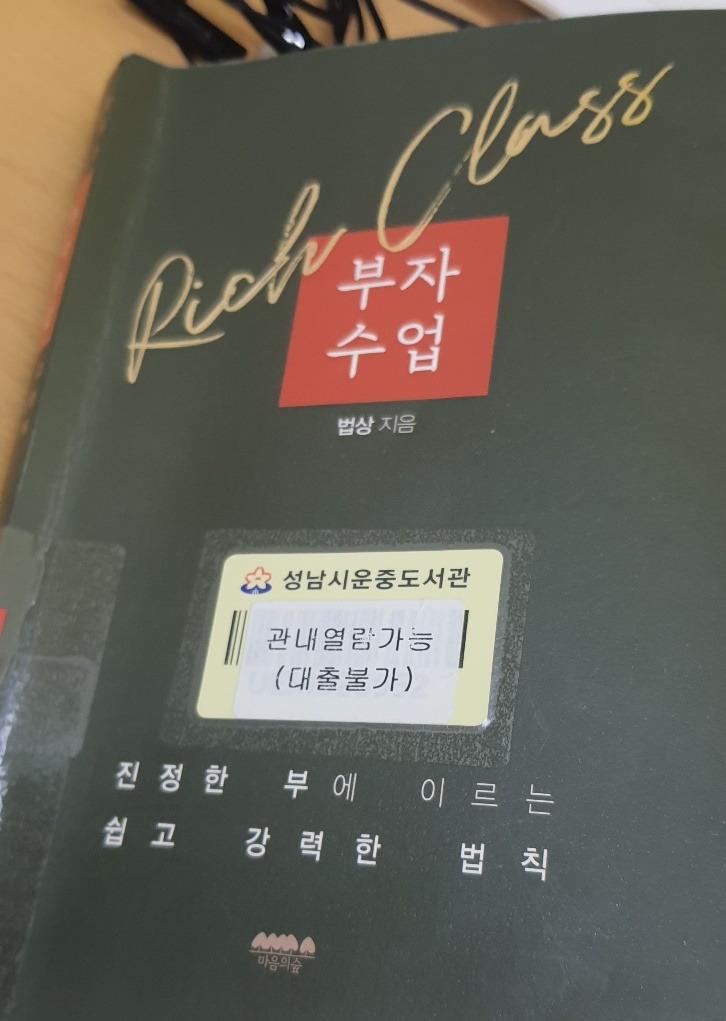 Rich Class
부자
수업
법상 지음
성남시운중도서관
관내열람가능
(대출불가)
진정한 부에 이르는
쉽고 강력한 법칙
마음의숲